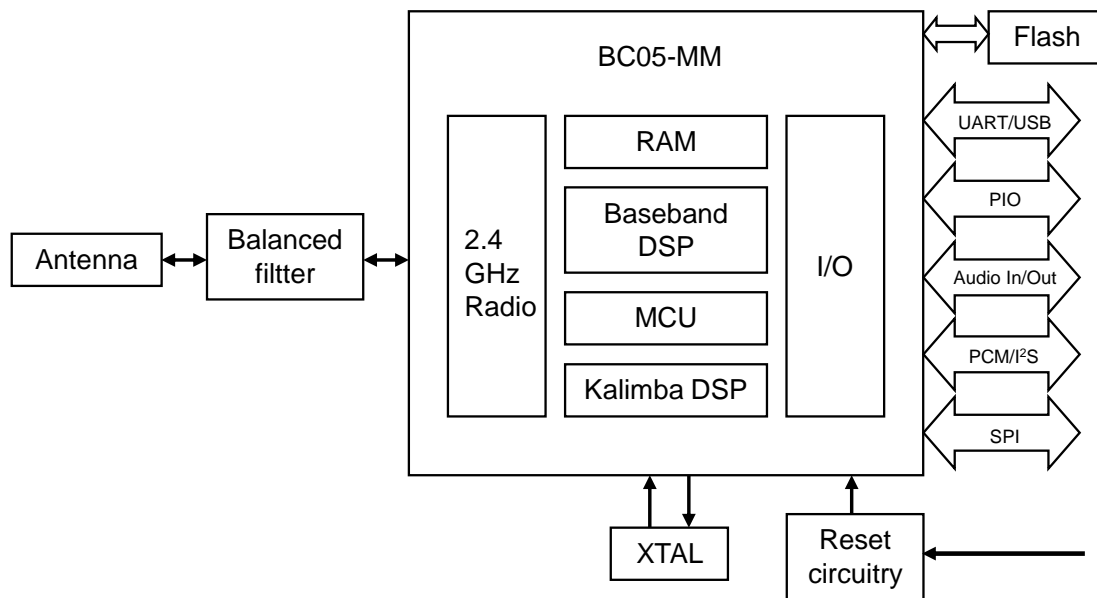 BC05-MM
Flash
UART/USB
PIO
Audio In/Out
PCM/I²S
SPI
RAM
Baseband
DSP
MCU
Kalimba DSP
2.4
GHz
Radio
I/O
Antenna
Balanced
filtter
XTAL
Reset
circuitry